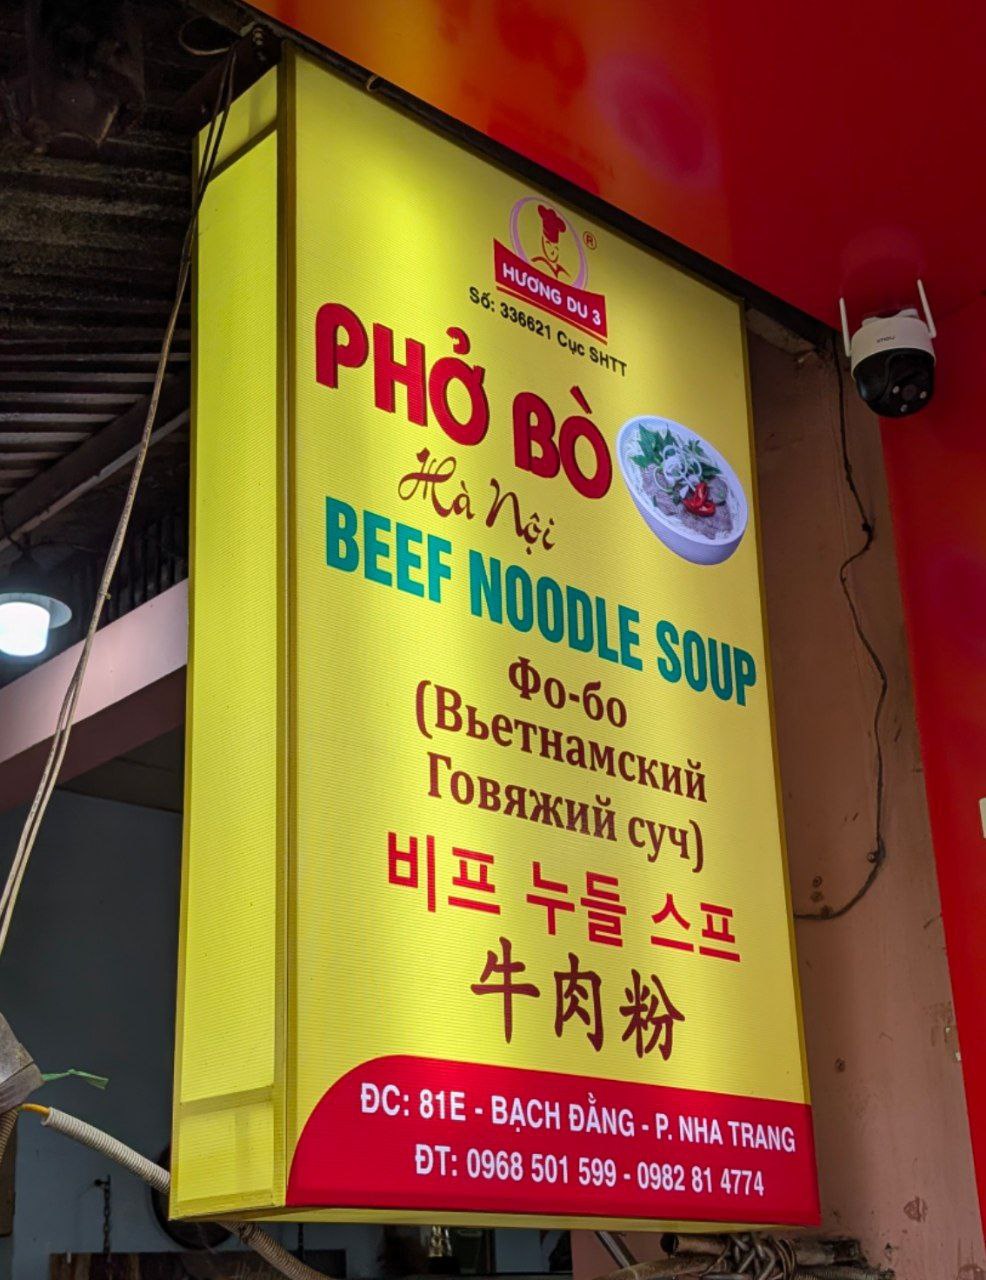 ®
HƯƠNG DU 3
Số: 336621 Cục SHTT
PHỞ BÒ
Hà Nội
BEEF NOODLE SOUP
Фо-бо
(Вьетнамский
Говяжий суч)
비프 누들 스프
牛肉粉
ĐC: 81E - BẠCH ĐẰNG - P. NHA TRANG
ĐT: 0968 501 599 - 0982 81 4774
imou